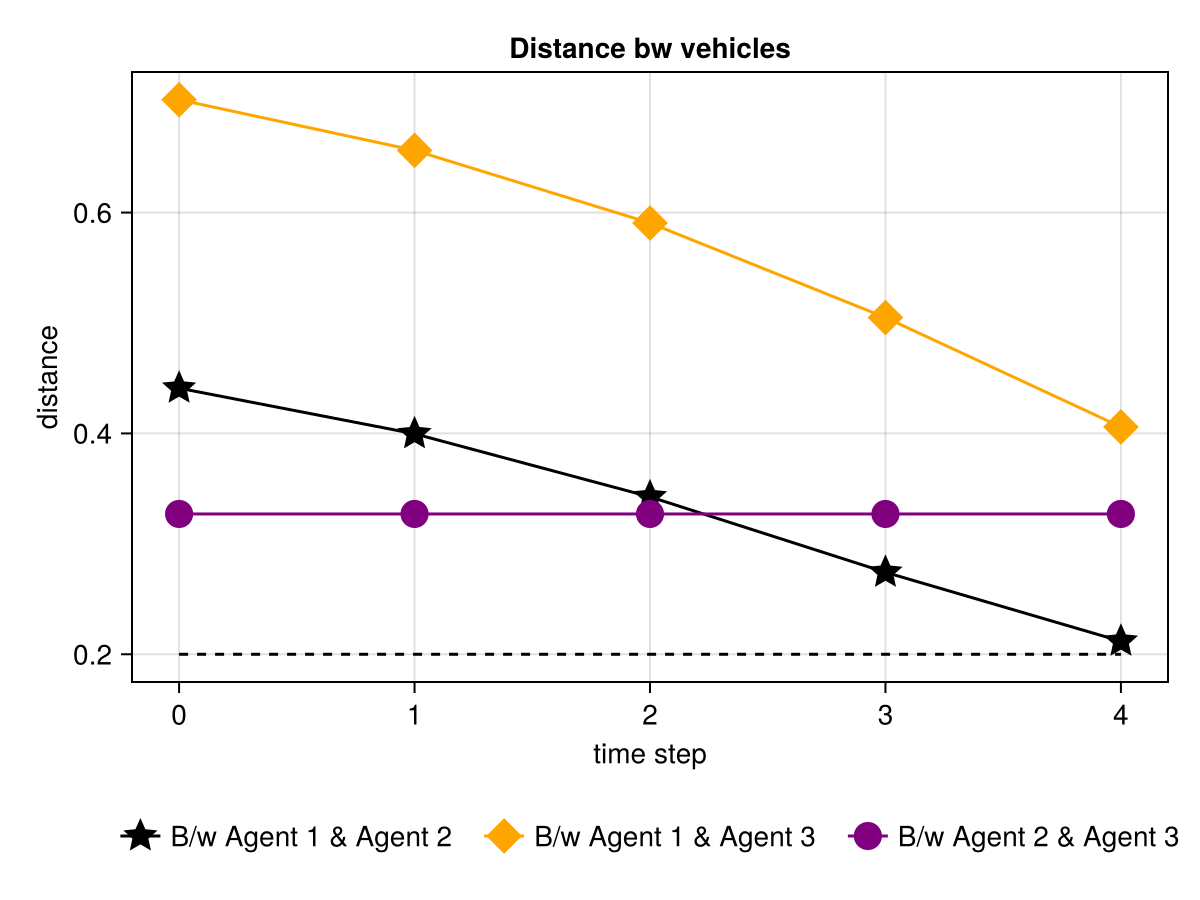 Distance bw vehicles
distance
0.6
0.4
0.2
0 1 2 3 4
time step
B/w Agent 1 & Agent 2 B/w Agent 1 & Agent 3 B/w Agent 2 & Agent 3